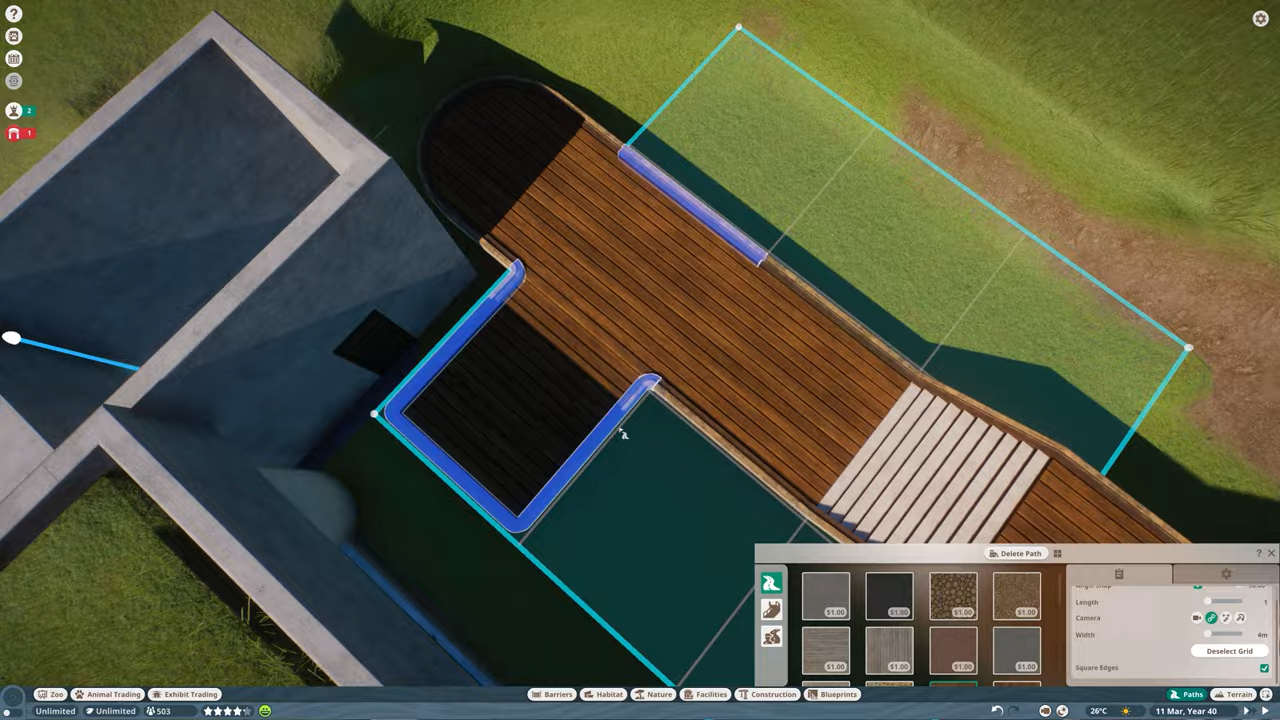 ?
2
1
Delete Path
?
$1.00 $1.00 $1.00 $1.00
$1.00 $1.00 $1.00 $1.00
Length 1
Camera
Width 4m
Deselect Grid
Square Edges
Zoo Animal Trading Exhibit Trading Barriers Habitat Nature Facilities Construction Blueprints Paths Terrain
Unlimited Unlimited 503 26°C 11 Mar, Year 40